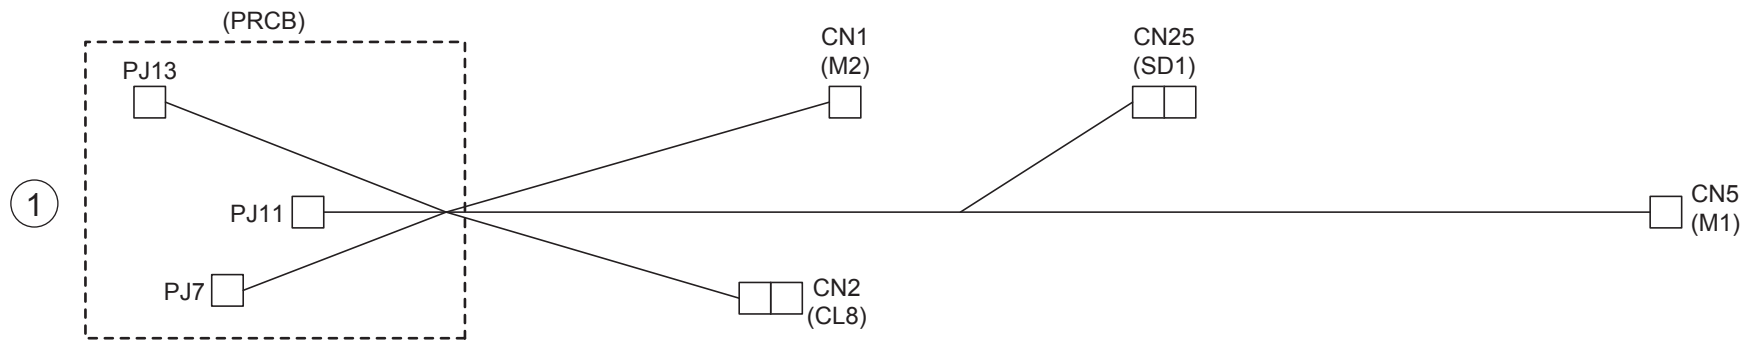 (PRCB)
PJ13
CN1
(M2)
CN25
(SD1)
1
PJ11
CN5
(M1)
PJ7
CN2
(CL8)